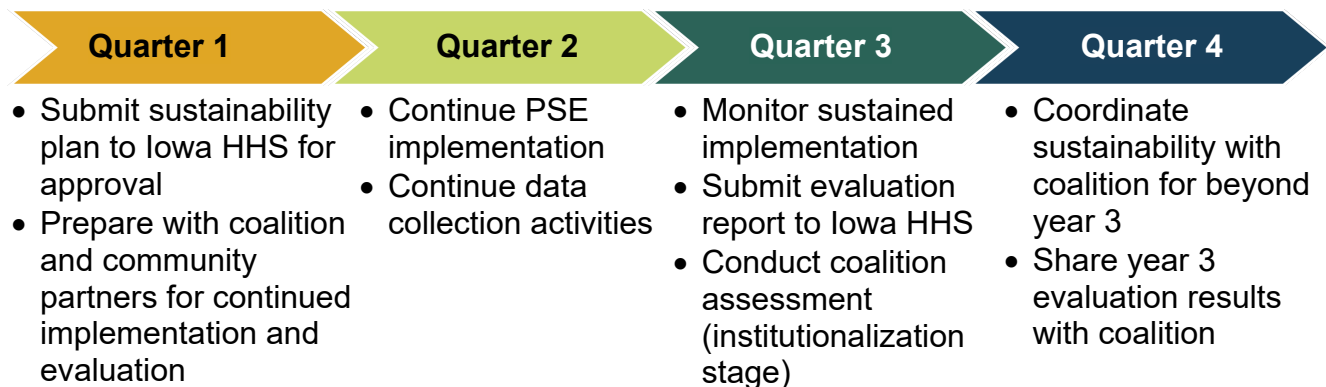 Quarter 1
Quarter 2
Quarter 3
Quarter 4
• Submit sustainability
plan to Iowa HHS for
approval
• Prepare with coalition
and community
partners for continued
implementation and
evaluation
• Continue PSE
implementation
• Continue data
collection activities
• Monitor sustained
implementation
• Submit evaluation
report to Iowa HHS
• Conduct coalition
assessment
(institutionalization
stage)
• Coordinate
sustainability with
coalition for beyond
year 3
• Share year 3
evaluation results
with coalition